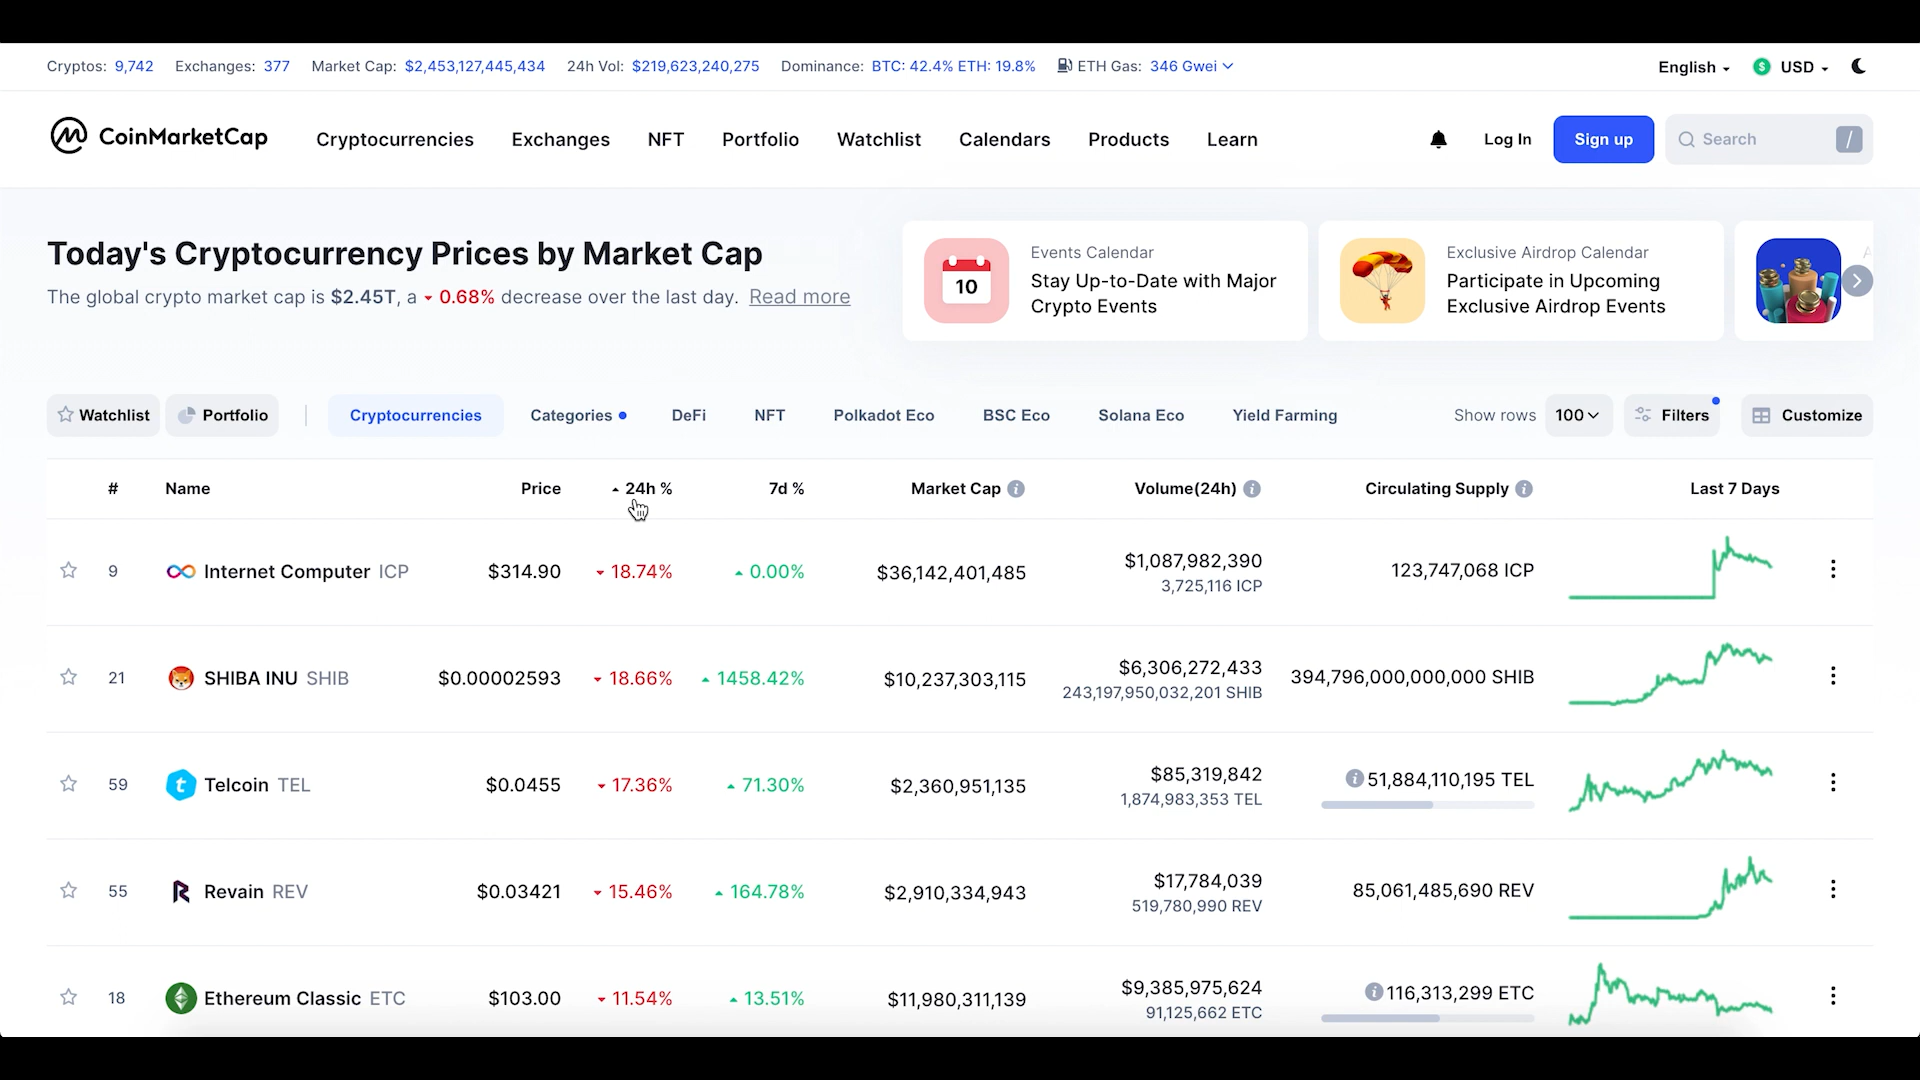 Cryptos: 9,742 Exchanges: 377 Market Cap: $2,453,127,445,434 24h Vol: $219,623,240,275 Dominance: BTC: 42.4% ETH: 19.8% ETH Gas: 346 Gwei English USD
CoinMarketCap Cryptocurrencies Exchanges NFT Portfolio Watchlist Calendars Products Learn Log In Sign up Search /
Today's Cryptocurrency Prices by Market Cap
The global crypto market cap is $2.45T, a 0.68% decrease over the last day. Read more
10
Events Calendar
Stay Up-to-Date with Major
Crypto Events
Exclusive Airdrop Calendar
Participate in Upcoming
Exclusive Airdrop Events
Watchlist Portfolio Cryptocurrencies Categories DeFi NFT Polkadot Eco BSC Eco Solana Eco Yield Farming Show rows 100 Filters Customize
# Name Price 24h % 7d % Market Cap Volume(24h) Circulating Supply Last 7 Days
9 Internet Computer ICP $314.90 18.74% 0.00% $36,142,401,485 $1,087,982,390 123,747,068 ICP
3,725,116 ICP
21 SHIBA INU SHIB $0.00002593 18.66% 1458.42% $10,237,303,115 $6,306,272,433 394,796,000,000,000 SHIB
243,197,950,032,201 SHIB
59 Telcoin TEL $0.0455 17.36% 71.30% $2,360,951,135 $85,319,842 51,884,110,195 TEL
1,874,983,353 TEL
55 Revain REV $0.03421 15.46% 164.78% $2,910,334,943 $17,784,039 85,061,485,690 REV
519,780,990 REV
18 Ethereum Classic ETC $103.00 11.54% 13.51% $11,980,311,139 $9,385,975,624 116,313,299 ETC
91,125,662 ETC